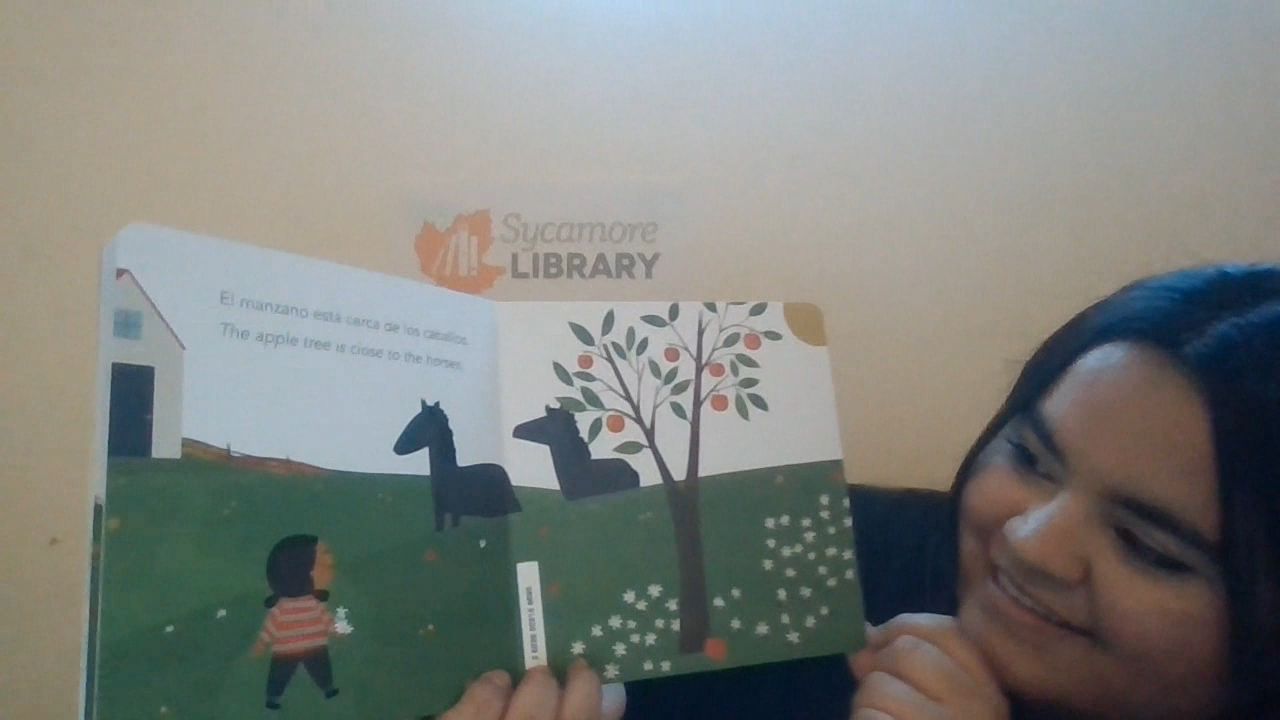 Sycamore
LIBRARY
El manzano está cerca de los caballos.
The apple tree is close to the horses.